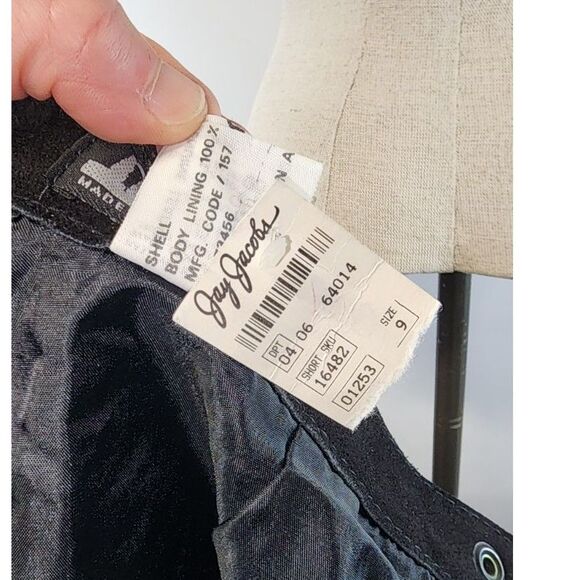 MADE
SHELL
BODY LINING 100%
MFG. CODE / 157
3456
N A
Jay Jacobs
64014
DPT
04 06
SHORT SKU
16482
01253
SIZE
9